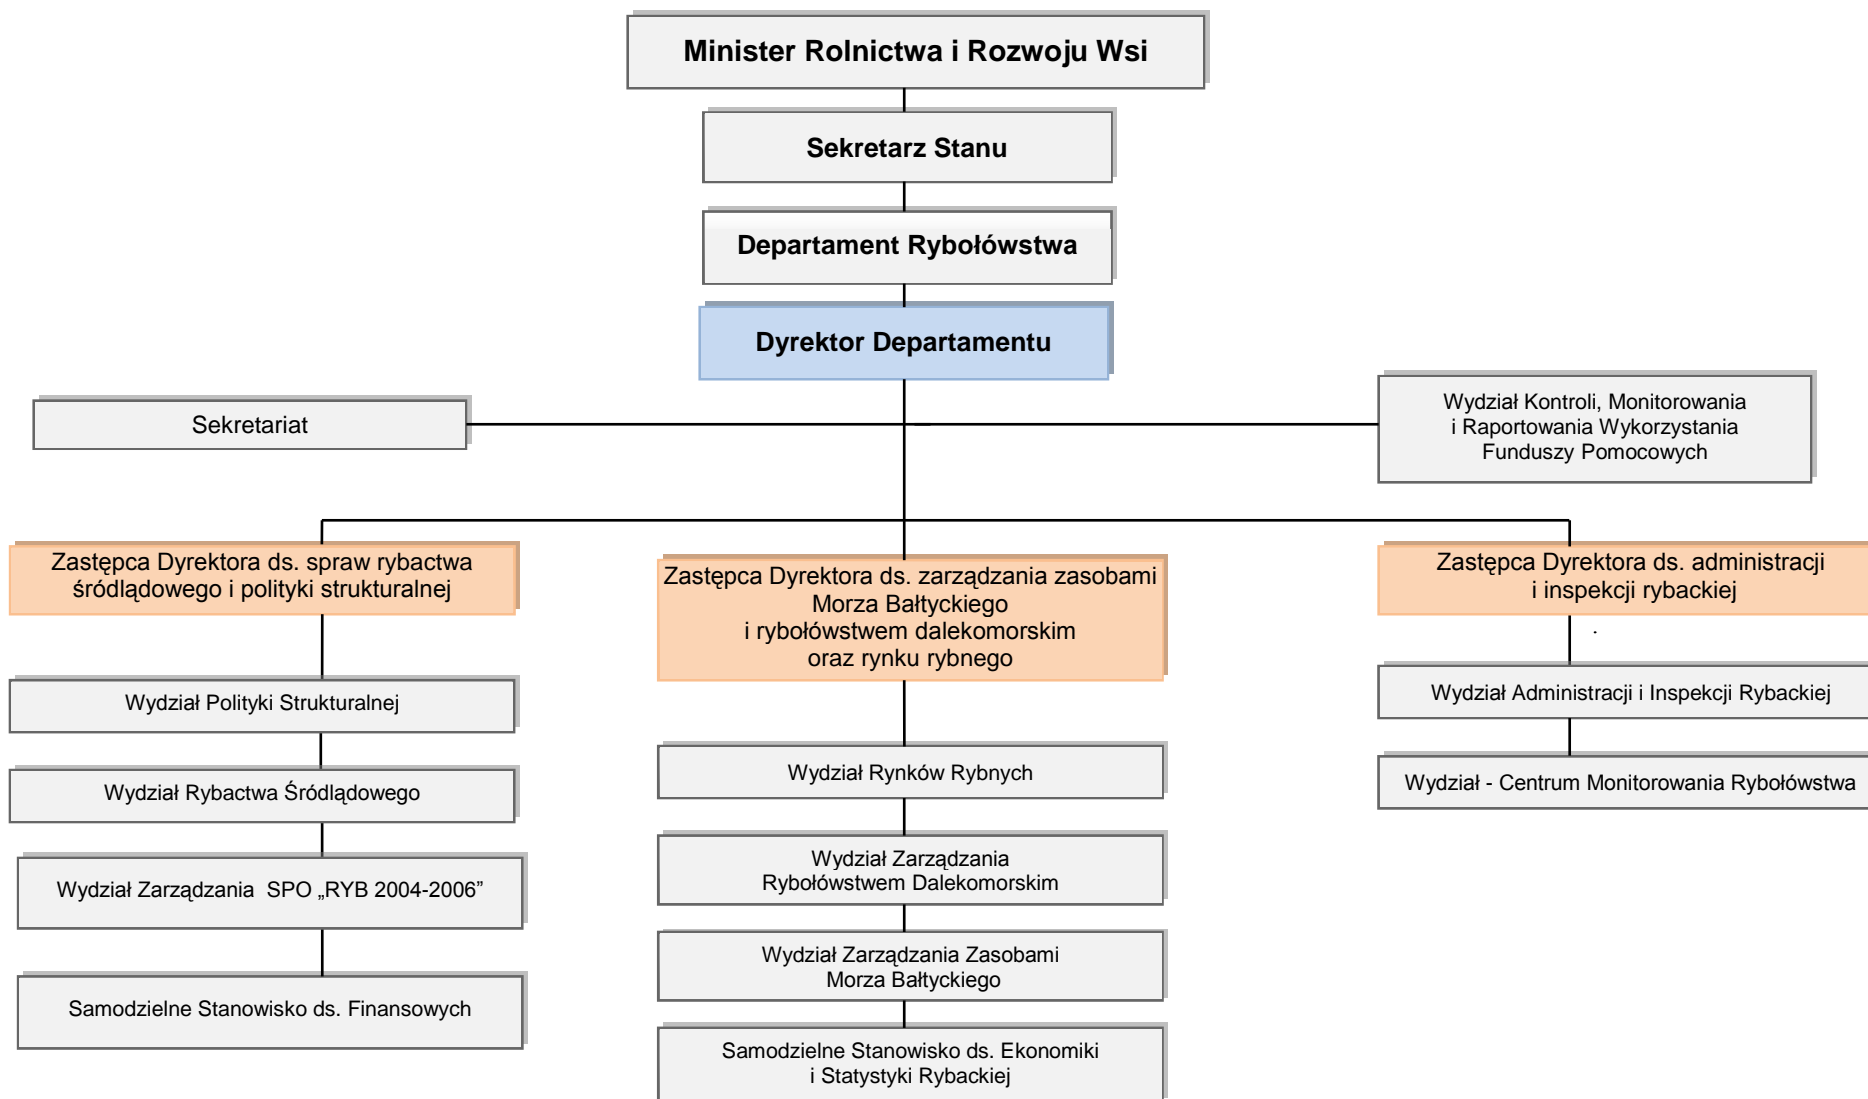 Minister Rolnictwa i Rozwoju Wsi
Sekretarz Stanu
Departament Rybołówstwa
Dyrektor Departamentu
Sekretariat
Wydział Kontroli, Monitorowania
i Raportowania Wykorzystania
Funduszy Pomocowych
Zastępca Dyrektora ds. spraw rybactwa
śródlądowego i polityki strukturalnej
Wydział Polityki Strukturalnej
Wydział Rybactwa Śródlądowego
Wydział Zarządzania SPO „RYB 2004-2006”
Samodzielne Stanowisko ds. Finansowych
Zastępca Dyrektora ds. zarządzania zasobami
Morza Bałtyckiego
i rybołówstwem dalekomorskim
oraz rynku rybnego
Wydział Rynków Rybnych
Wydział Zarządzania
Rybołówstwem Dalekomorskim
Wydział Zarządzania Zasobami
Morza Bałtyckiego
Samodzielne Stanowisko ds. Ekonomiki
i Statystyki Rybackiej
Zastępca Dyrektora ds. administracji
i inspekcji rybackiej
.
Wydział Administracji i Inspekcji Rybackiej
Wydział - Centrum Monitorowania Rybołówstwa